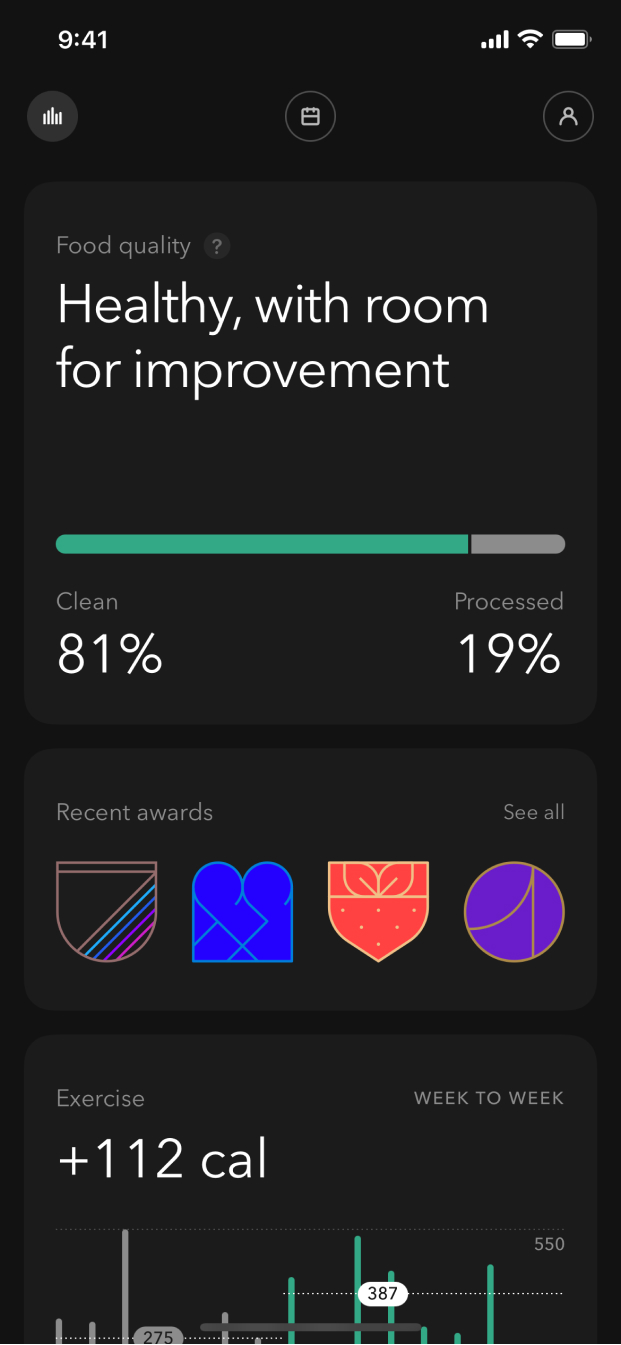 9:41
Food quality ?
Healthy, with room
for improvement
Clean Processed
81% 19%
Recent awards See all
Exercise WEEK TO WEEK
+112 cal
550
387
275